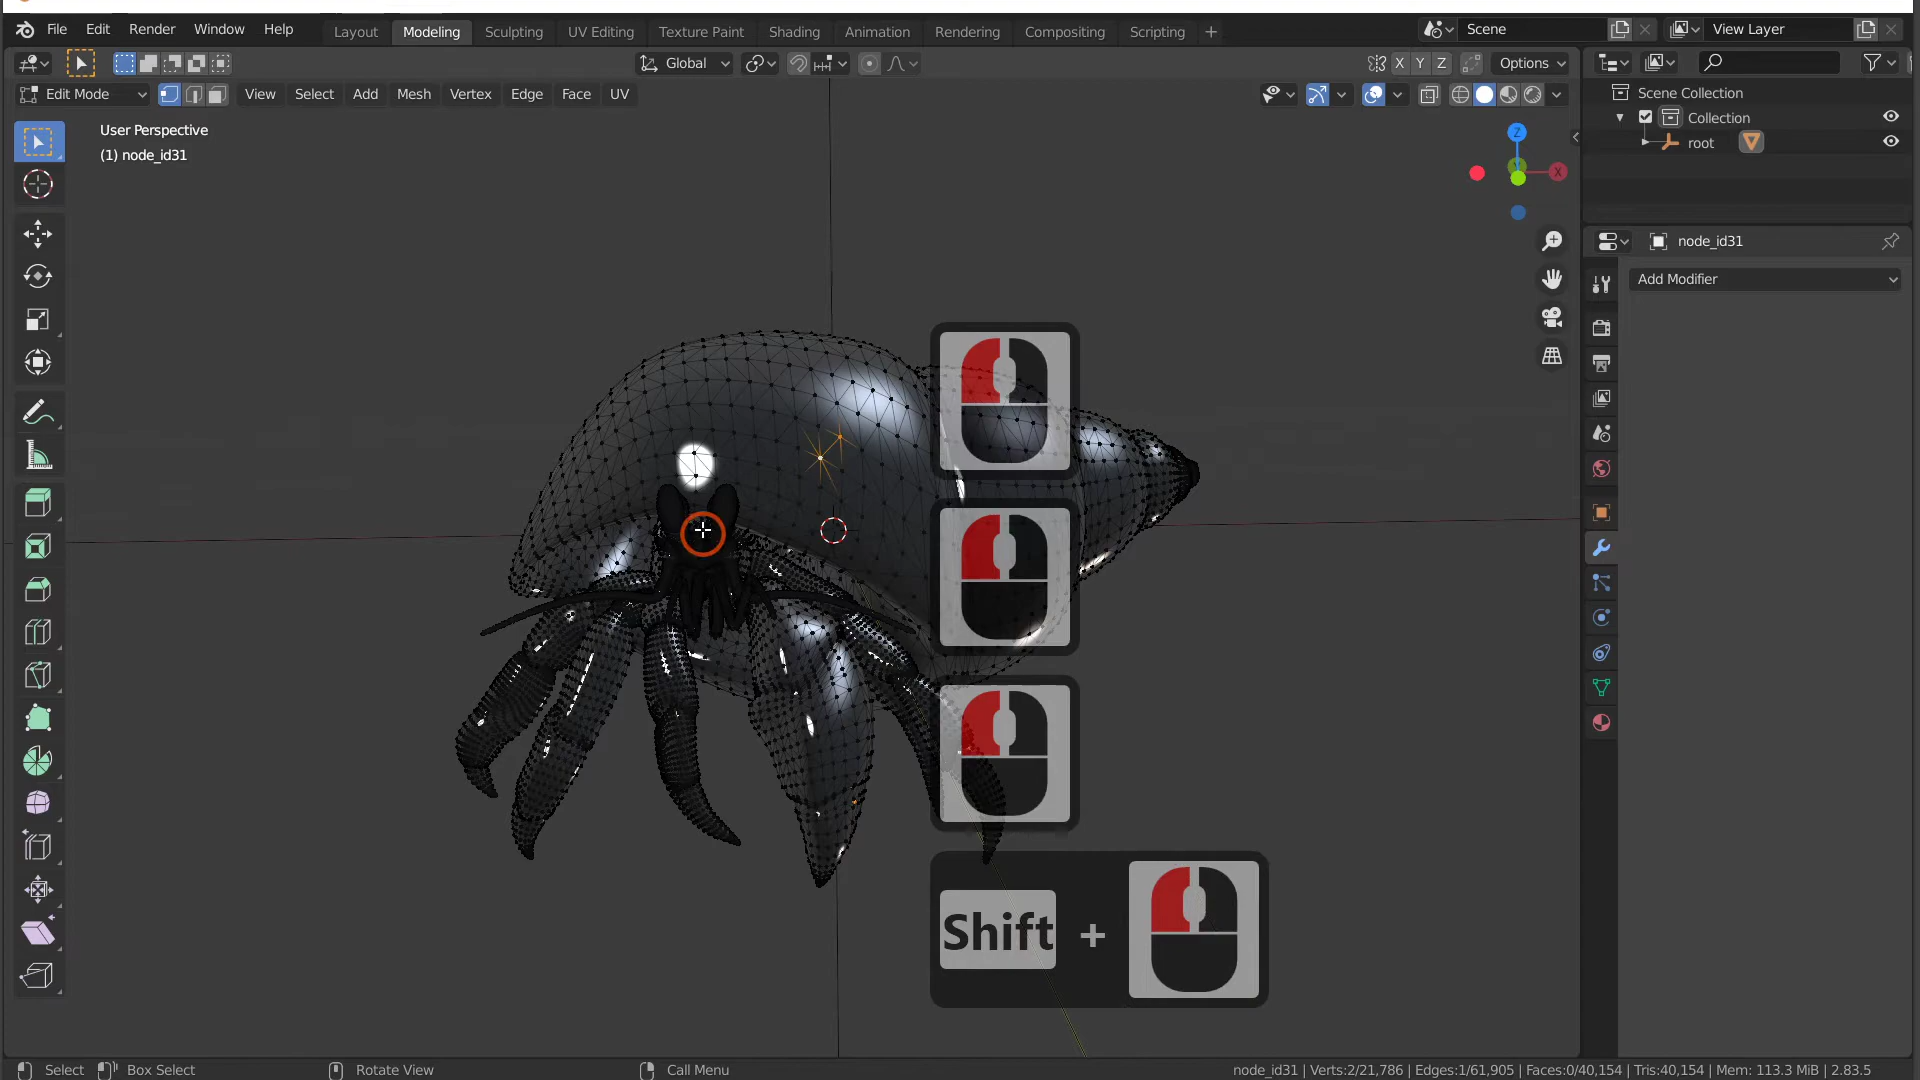 File Edit Render Window Help Layout Modeling Sculpting UV Editing Texture Paint Shading Animation Rendering Compositing Scripting + Scene View Layer
Global X Y Z Options
Edit Mode View Select Add Mesh Vertex Edge Face UV
Scene Collection
Collection
root
User Perspective
(1) node_id31
Z
X
node_id31
Add Modifier
Shift +
Select Box Select Rotate View Call Menu node_id31 | Verts:2/21,786 | Edges:1/61,905 | Faces:0/40,154 | Tris:40,154 | Mem: 113.3 MiB | 2.83.5